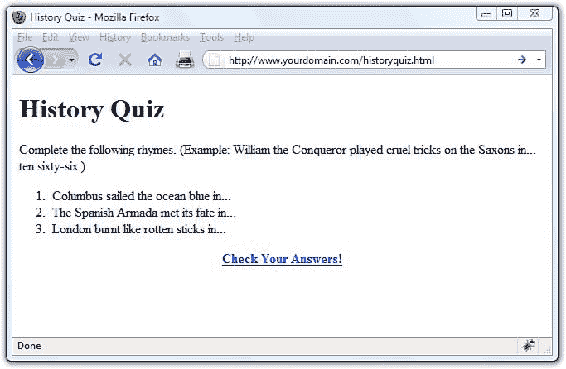 History Quiz - Mozilla Firefox
File Edit View History Bookmarks Tools Help
http://www.yourdomain.com/historyquiz.html
History Quiz
Complete the following rhymes. (Example: William the Conqueror played cruel tricks on the Saxons in...
ten sixty-six.)
1. Columbus sailed the ocean blue in...
2. The Spanish Armada met its fate in...
3. London burnt like rotten sticks in...
Check Your Answers!
Done